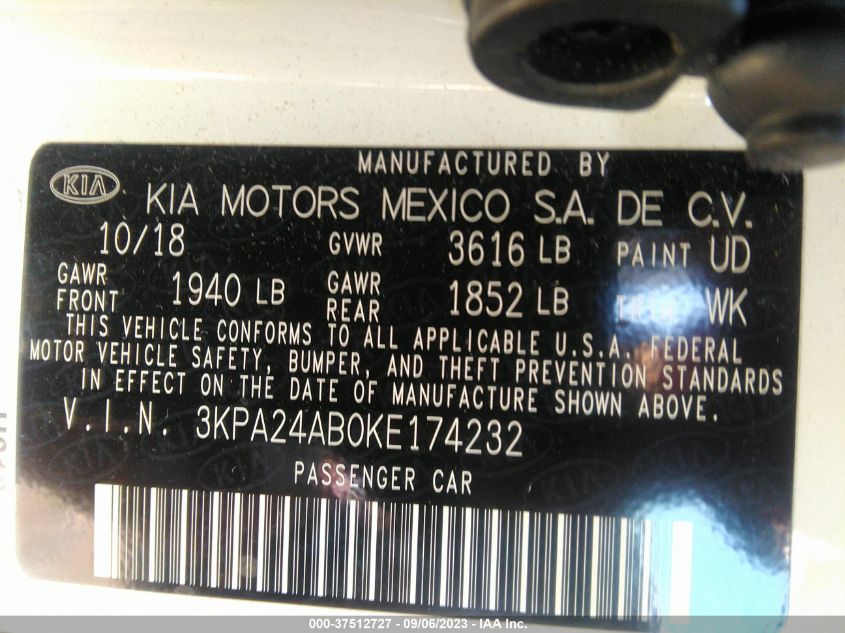 MANUFACTURED BY
KIA KIA MOTORS MEXICO S.A. DE C.V.
10/18 GVWR 3616 LB PAINT UD
GAWR FRONT 1940 LB GAWR REAR 1852 LB TRIM WK
THIS VEHICLE CONFORMS TO ALL APPLICABLE U.S.A. FEDERAL
MOTOR VEHICLE SAFETY, BUMPER, AND THEFT PREVENTION STANDARDS
IN EFFECT ON THE DATE OF MANUFACTURE SHOWN ABOVE.
V.I.N. 3KPA24AB0KE174232
PASSENGER CAR
000-37512727 - 09/06/2023 - IAA Inc.